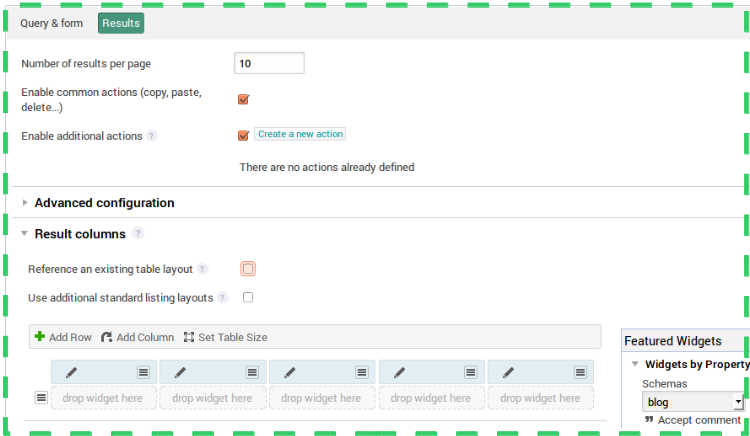 Query & form Results
Number of results per page 10
Enable common actions (copy, paste,
delete...)
Enable additional actions ? Create a new action
There are no actions already defined
Advanced configuration
Result columns ?
Reference an existing table layout ?
Use additional standard listing layouts ?
Add Row Add Column Set Table Size
drop widget here drop widget here drop widget here drop widget here drop widget here
Featured Widgets
Widgets by Property
Schemas
blog
Accept comment